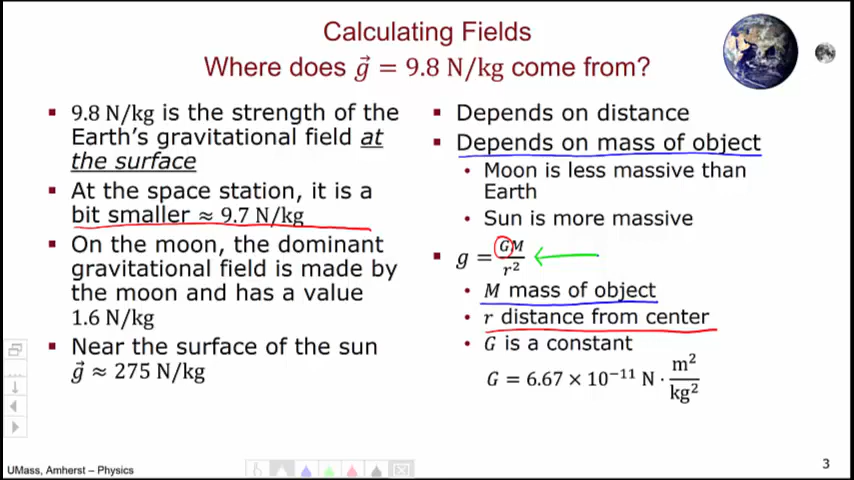 Calculating Fields
Where does g⃗ = 9.8 N/kg come from?
▪ 9.8 N/kg is the strength of the
Earth's gravitational field at
the surface
▪ At the space station, it is a
bit smaller ≈ 9.7 N/kg
▪ On the moon, the dominant
gravitational field is made by
the moon and has a value
1.6 N/kg
▪ Near the surface of the sun
g⃗ ≈ 275 N/kg
▪ Depends on distance
▪ Depends on mass of object
• Moon is less massive than
Earth
• Sun is more massive
▪ g = GM/r²
• M mass of object
• r distance from center
• G is a constant
G = 6.67 × 10⁻¹¹ N · m²/kg²
UMass, Amherst – Physics
3